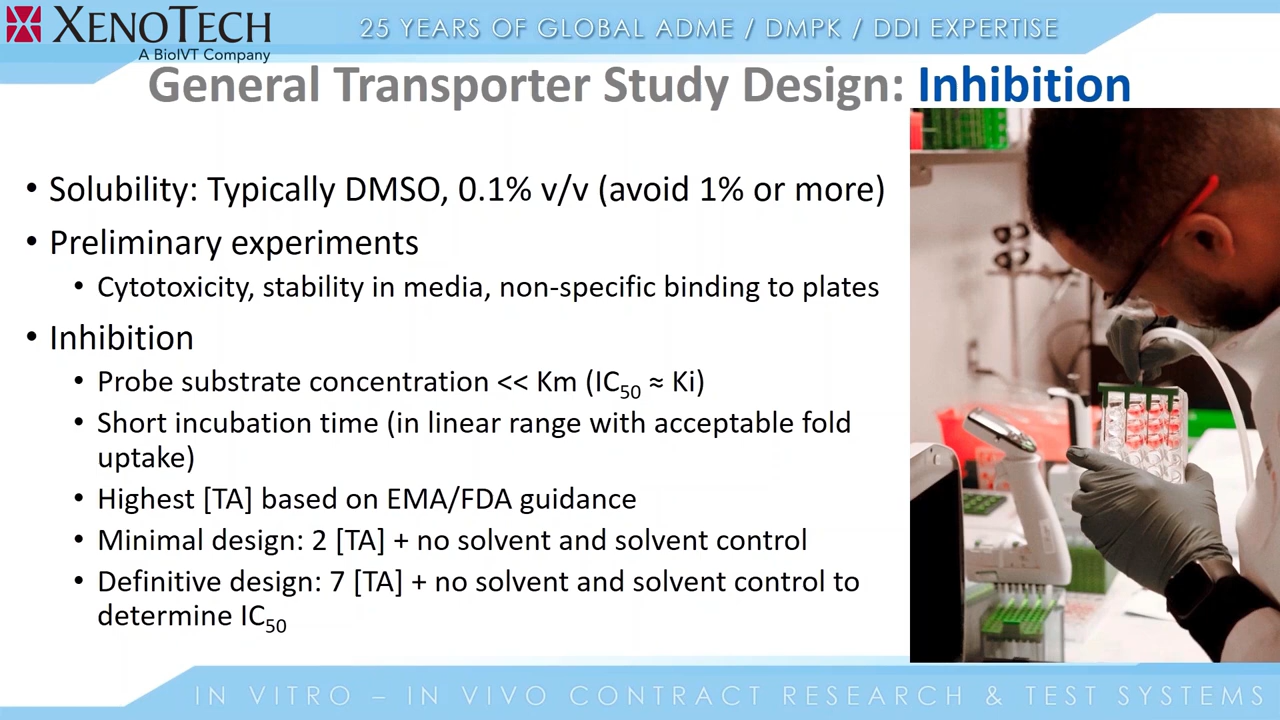 XENOTECH
A BioIVT Company
25 YEARS OF GLOBAL ADME / DMPK / DDI EXPERTISE
General Transporter Study Design: Inhibition
• Solubility: Typically DMSO, 0.1% v/v (avoid 1% or more)
• Preliminary experiments
• Cytotoxicity, stability in media, non-specific binding to plates
• Inhibition
• Probe substrate concentration << Km (IC50 ≈ Ki)
• Short incubation time (in linear range with acceptable fold
uptake)
• Highest [TA] based on EMA/FDA guidance
• Minimal design: 2 [TA] + no solvent and solvent control
• Definitive design: 7 [TA] + no solvent and solvent control to
determine IC50
IN VITRO – IN VIVO CONTRACT RESEARCH & TEST SYSTEMS